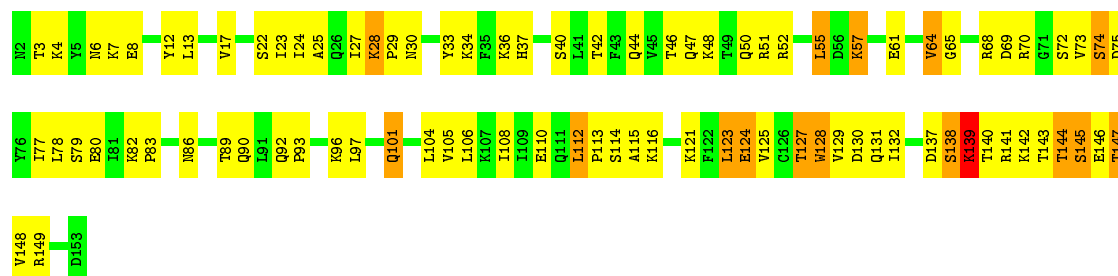 N2 T3 K4 Y5 N6 K7 E8 Y12 L13 V17 S22 I23 I24 A25 Q26 I27 K28 P29 N30 Y33 K34 F35 K36 H37 S40 L41 T42 F43 Q44 V45 T46 Q47 K48 T49 Q50 R51 R52 L55 D56 K57 E61 V64 G65 R68 D69 R70 G71 S72 V73 S74 D75
Y76 I77 L78 S79 E80 I81 K82 P83 N86 T89 Q90 L91 Q92 P93 K96 L97 Q101 L104 V105 L106 K107 I108 I109 E110 Q111 L112 P113 S114 A115 K116 K121 F122 L123 E124 V125 C126 T127 W128 V129 D130 Q131 I132 D137 S138 K139 T140 R141 K142 T143 T144 S145 E146 T147
V148 R149 D153